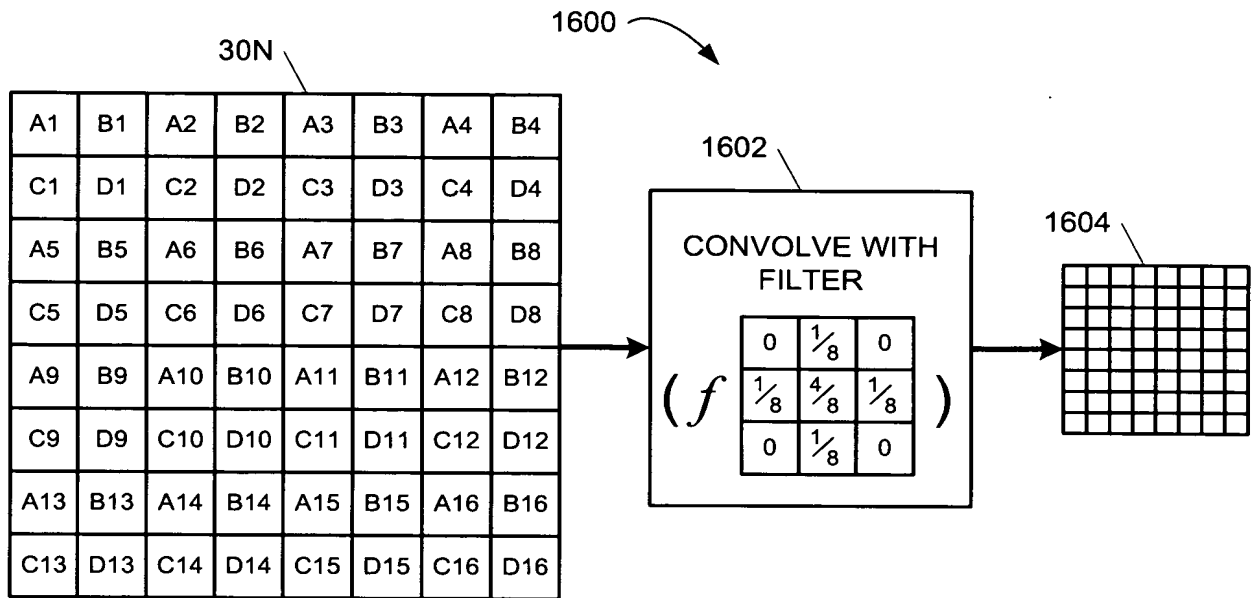 1600
30N
A1 B1 A2 B2 A3 B3 A4 B4
C1 D1 C2 D2 C3 D3 C4 D4
A5 B5 A6 B6 A7 B7 A8 B8
C5 D5 C6 D6 C7 D7 C8 D8
A9 B9 A10 B10 A11 B11 A12 B12
C9 D9 C10 D10 C11 D11 C12 D12
A13 B13 A14 B14 A15 B15 A16 B16
C13 D13 C14 D14 C15 D15 C16 D16
1602
CONVOLVE WITH
FILTER
0 1/8 0
( f 1/8 4/8 1/8 )
0 1/8 0
1604